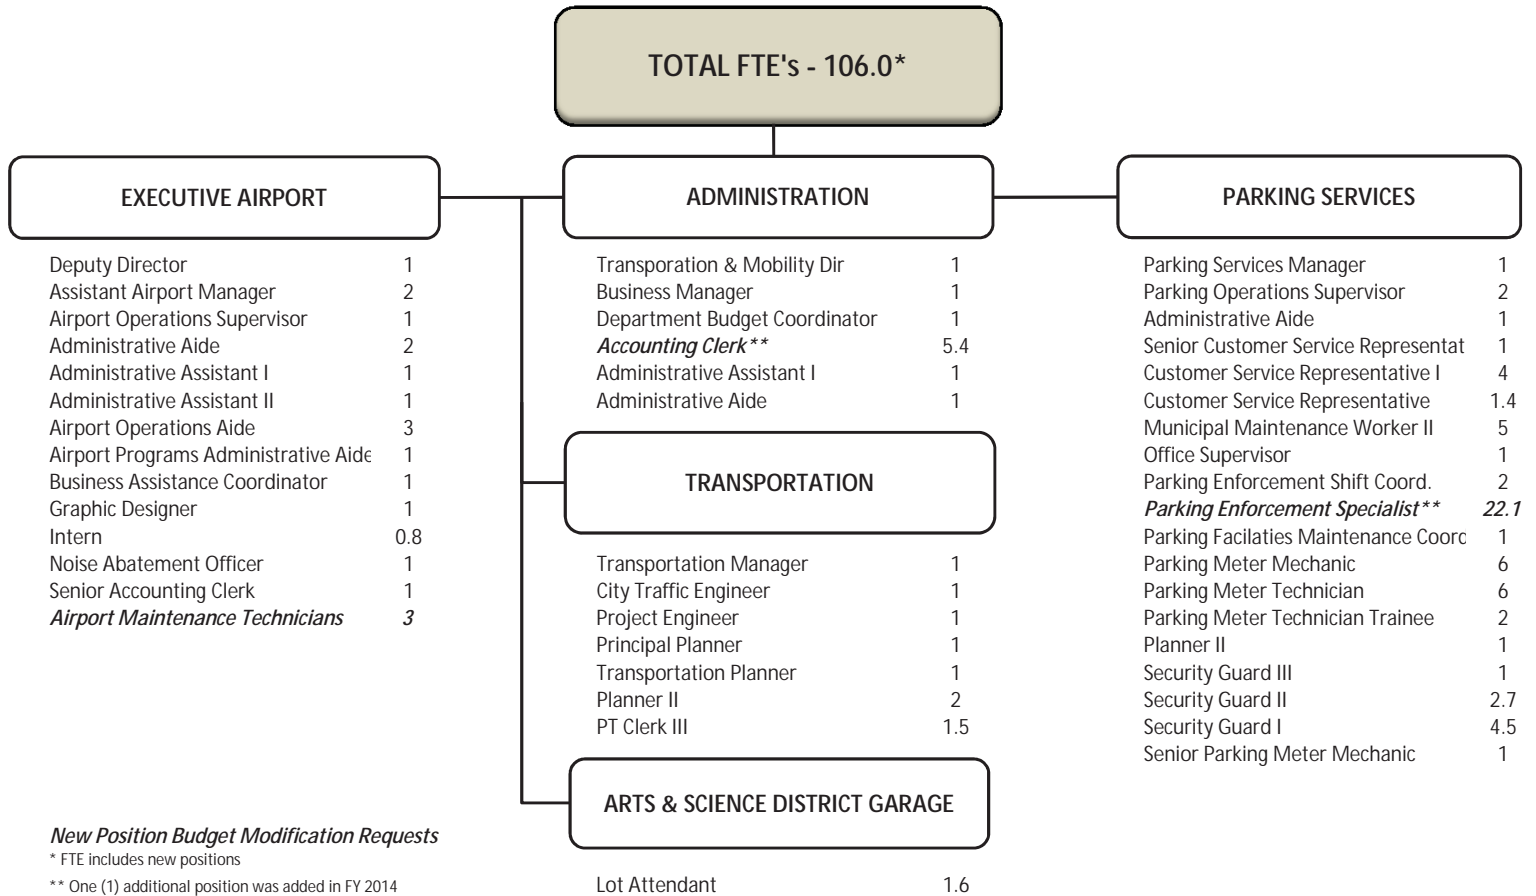 TOTAL FTE's - 106.0*
EXECUTIVE AIRPORT
Deputy Director 1
Assistant Airport Manager 2
Airport Operations Supervisor 1
Administrative Aide 2
Administrative Assistant I 1
Administrative Assistant II 1
Airport Operations Aide 3
Airport Programs Administrative Aide 1
Business Assistance Coordinator 1
Graphic Designer 1
Intern 0.8
Noise Abatement Officer 1
Senior Accounting Clerk 1
Airport Maintenance Technicians 3
ADMINISTRATION
Transporation & Mobility Dir 1
Business Manager 1
Department Budget Coordinator 1
Accounting Clerk** 5.4
Administrative Assistant I 1
Administrative Aide 1
TRANSPORTATION
Transportation Manager 1
City Traffic Engineer 1
Project Engineer 1
Principal Planner 1
Transportation Planner 1
Planner II 2
PT Clerk III 1.5
ARTS & SCIENCE DISTRICT GARAGE
Lot Attendant 1.6
PARKING SERVICES
Parking Services Manager 1
Parking Operations Supervisor 2
Administrative Aide 1
Senior Customer Service Representat 1
Customer Service Representative I 4
Customer Service Representative 1.4
Municipal Maintenance Worker II 5
Office Supervisor 1
Parking Enforcement Shift Coord. 2
Parking Enforcement Specialist** 22.1
Parking Facilaties Maintenance Coord 1
Parking Meter Mechanic 6
Parking Meter Technician 6
Parking Meter Technician Trainee 2
Planner II 1
Security Guard III 1
Security Guard II 2.7
Security Guard I 4.5
Senior Parking Meter Mechanic 1
New Position Budget Modification Requests
* FTE includes new positions
** One (1) additional position was added in FY 2014